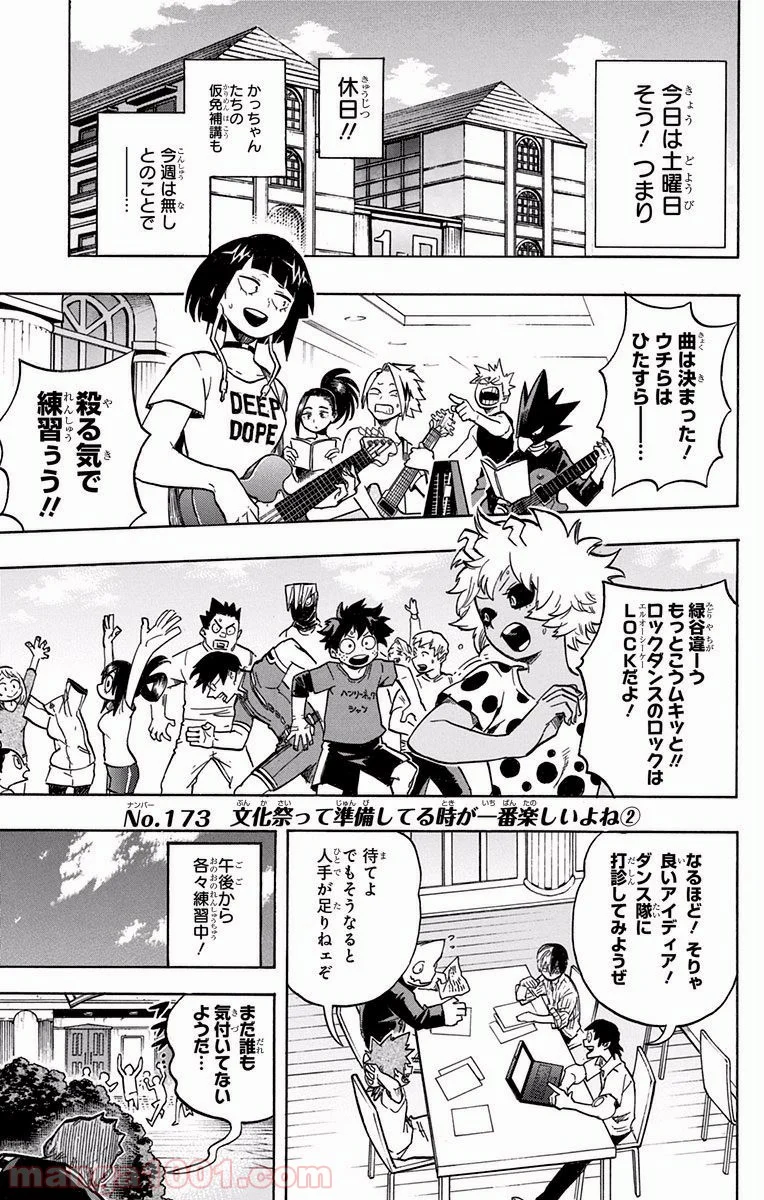 今日は土曜日
そう！つまり
休日!!
かっちゃん
たちの
仮免補講も
今週は無し
とのことで
――……
曲は決まった！
ウチらは
ひたすら――…
殺る気で
練習ぅう!!
DEEP
DOPE
緑谷違ーう
もっとこうムキッと!!
ロックダンスのロックは
LOCKだよ！
ヘンリーネック
シャツ
No.173 文化祭って準備してる時が一番楽しいよね②
なるほど！そりゃ
良いアイディア！
ダンス隊に
打診してみようぜ
待てよ
でもそうなると
人手が足りねェぞ
午後から
各々練習中！
まだ誰も
気付いてない
ようだ…
manga1001.com